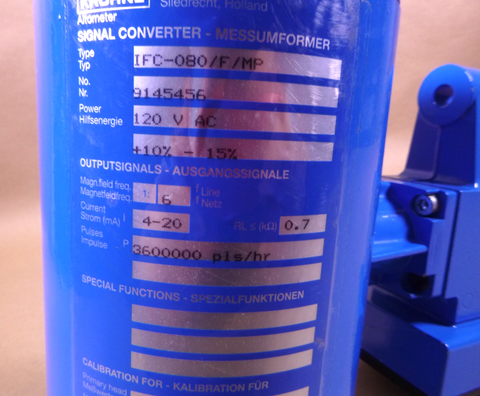 KROHNE
Sliedrecht, Holland
Altometer
SIGNAL CONVERTER - MESSUMFORMER
Type
Typ IFC-080/F/MP
No.
Nr. 9145456
Power
Hilfsenergie 120 V AC
+10% - 15%
OUTPUTSIGNALS - AUSGANGSSIGNALE
Magn.field freq. Line
Magnetfeldfreq. 1: 6 Netz
Current
Strom (mA) I 4-20 RL ≤ (kΩ) 0.7
Pulses
Impulse P 3600000 pls/hr
SPECIAL FUNCTIONS - SPEZIALFUNKTIONEN
CALIBRATION FOR - KALIBRATION FÜR
Primary head